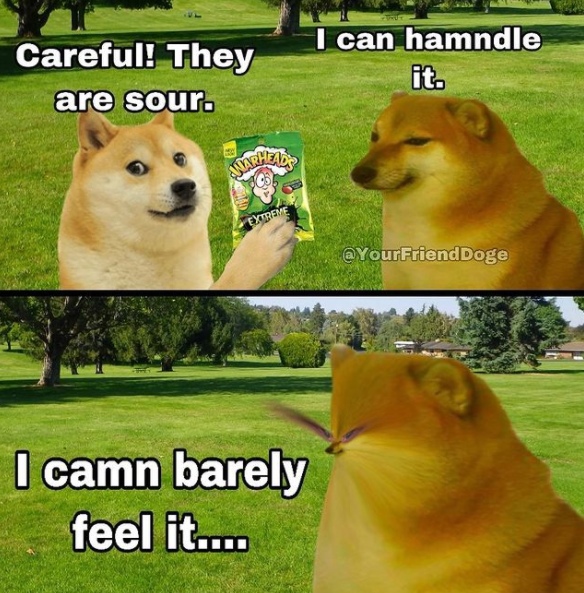 Careful! They
are sour.
I can hamndle
it.
WARHEADS
EXTREME
@YourFriendDoge
I camn barely
feel it....